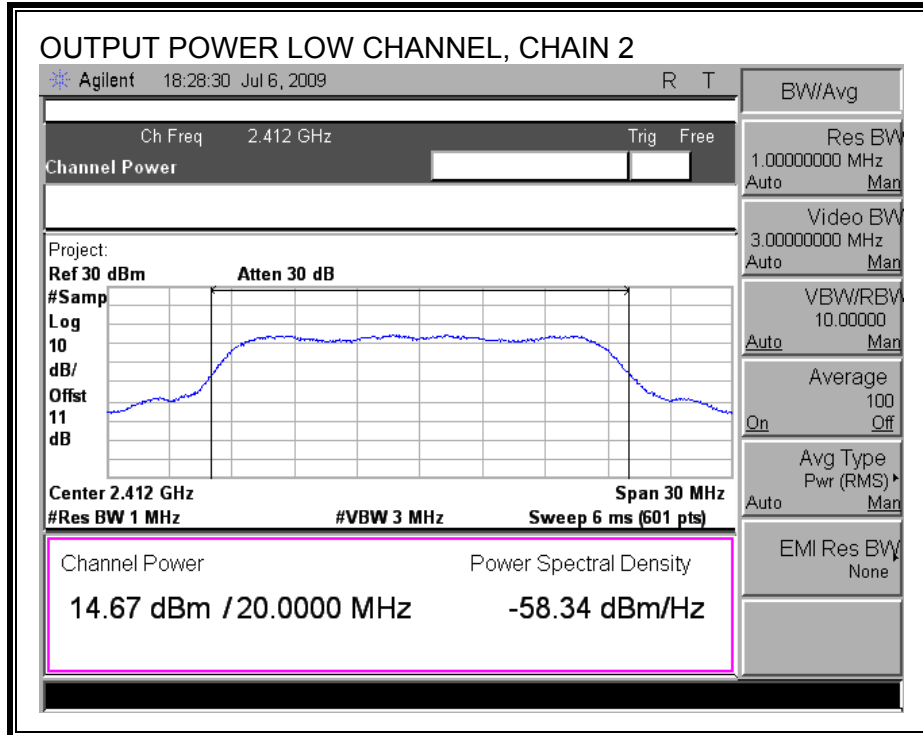 OUTPUT POWER LOW CHANNEL, CHAIN 2
Agilent 18:28:30 Jul 6, 2009 R T
BW/Avg
Ch Freq 2.412 GHz Trig Free
Channel Power
Res BW
1.00000000 MHz
Auto Man
Video BW
3.00000000 MHz
Auto Man
VBW/RBW
10.00000
Auto Man
Average
100
On Off
Avg Type
Pwr (RMS)
Auto Man
EMI Res BW
None
Project:
Ref 30 dBm Atten 30 dB
#Samp
Log
10
dB/
Offst
11
dB
Center 2.412 GHz Span 30 MHz
#Res BW 1 MHz #VBW 3 MHz Sweep 6 ms (601 pts)
Channel Power Power Spectral Density
14.67 dBm / 20.0000 MHz -58.34 dBm/Hz